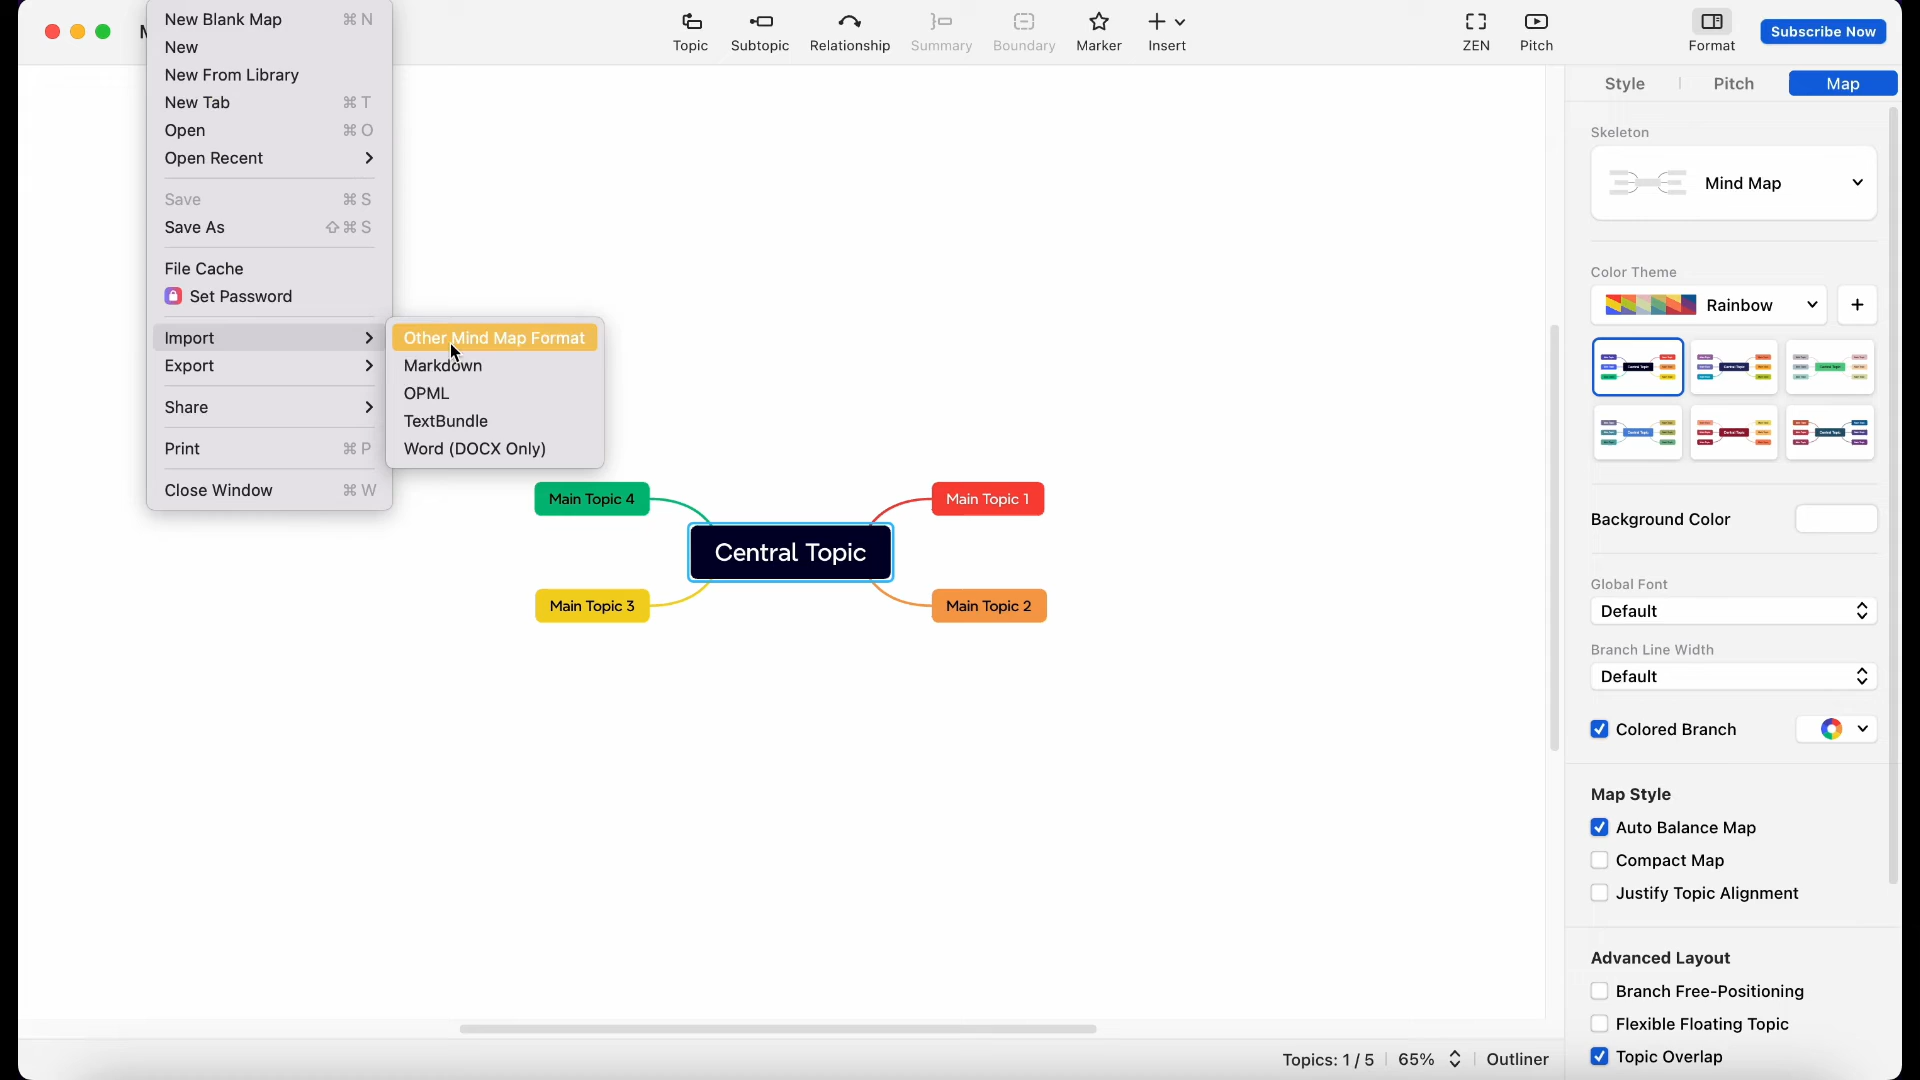 New Blank Map ⌘ N
New
New From Library
New Tab ⌘ T
Open ⌘ O
Open Recent
Save ⌘ S
Save As ⇧ ⌘ S
File Cache
Set Password
Import
Export
Share
Print ⌘ P
Close Window ⌘ W
Other Mind Map Format
Markdown
OPML
TextBundle
Word (DOCX Only)
Topic
Subtopic
Relationship
Summary
Boundary
Marker
Insert
ZEN
Pitch
Format
Subscribe Now
Main Topic 4
Main Topic 1
Central Topic
Main Topic 3
Main Topic 2
Style
Pitch
Map
Skeleton
Mind Map
Color Theme
Rainbow
Background Color
Global Font
Default
Branch Line Width
Default
Colored Branch
Map Style
Auto Balance Map
Compact Map
Justify Topic Alignment
Advanced Layout
Branch Free-Positioning
Flexible Floating Topic
Topic Overlap
Topics: 1 / 5
65%
Outliner